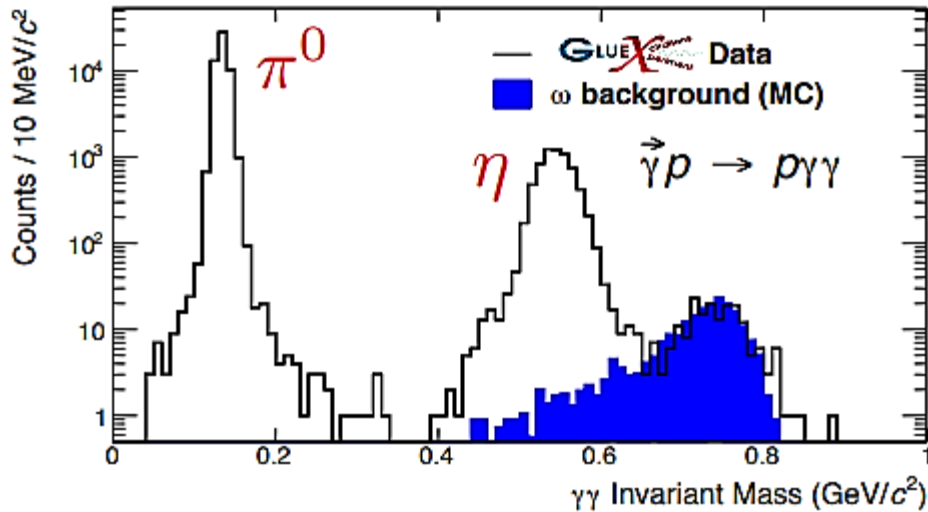 Counts / 10 MeV/c²
10⁴
10³
10²
10
1
π⁰
η
GLUEX Data
ω background (MC)
γ⃗p → pγγ
0
0.2
0.4
0.6
0.8
1
γγ Invariant Mass (GeV/c²)